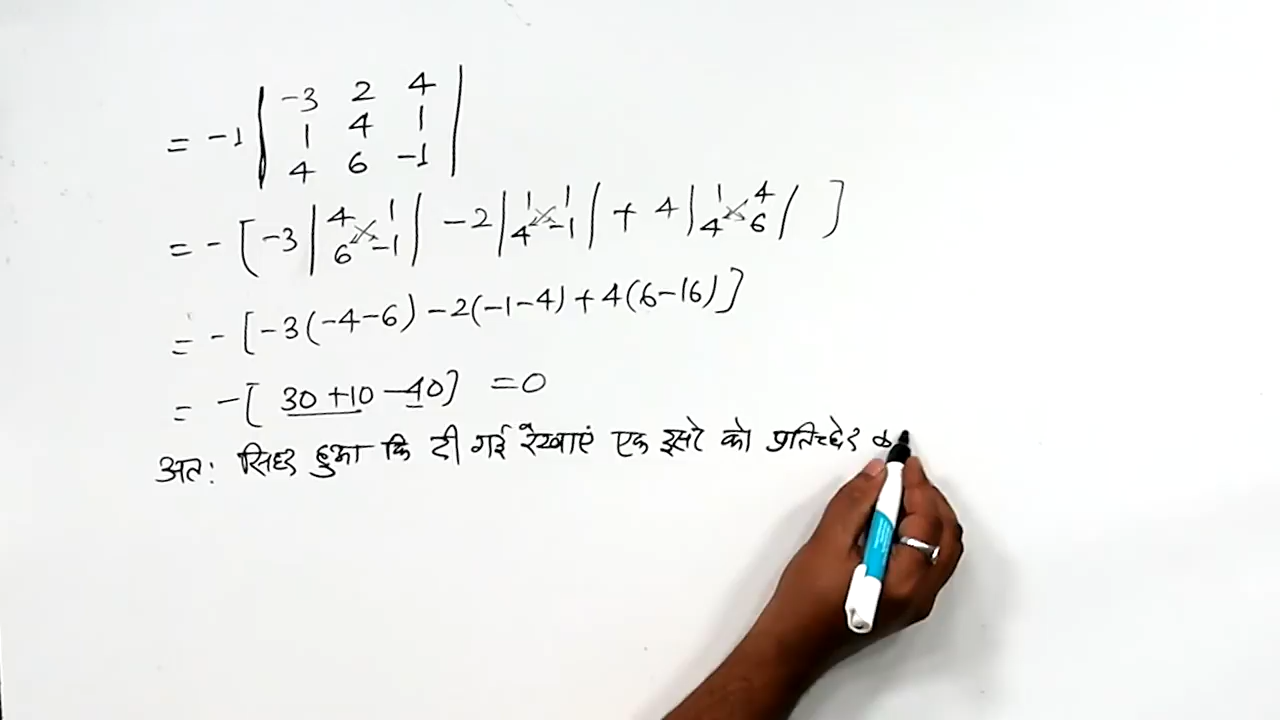 = -1 | -3 2 4 |
1 4 1
4 6 -1
= - [ -3 | 4 1 | -2 | 1 1 | + 4 | 1 4 | ]
6 -1 4 -1 4 6
= - [ -3 (-4-6) -2(-1-4) + 4(6-16) ]
= -[ 30 +10 -40] = 0
अतः सिध्द हुआ कि दी गई रेखाएं एक दूसरे को प्रतिच्छेद